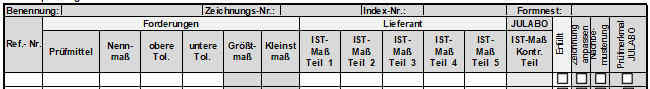 Benennung: Zeichnungs-Nr.: Index-Nr.: Formnest:
Forderungen Lieferant JULABO
Ref.- Nr. Prüfmittel Nenn- obere untere Größt- Kleinst IST- IST- IST- IST- IST- IST-Maß
maß Tol. Tol. maß maß Maß Maß Maß Maß Maß Kontr.
Teil 1 Teil 2 Teil 3 Teil 4 Teil 5 Teil
Erfüllt
Zeichnung
anpassen
Nachbe-
musterung
Prüfmerkmal
JULABO